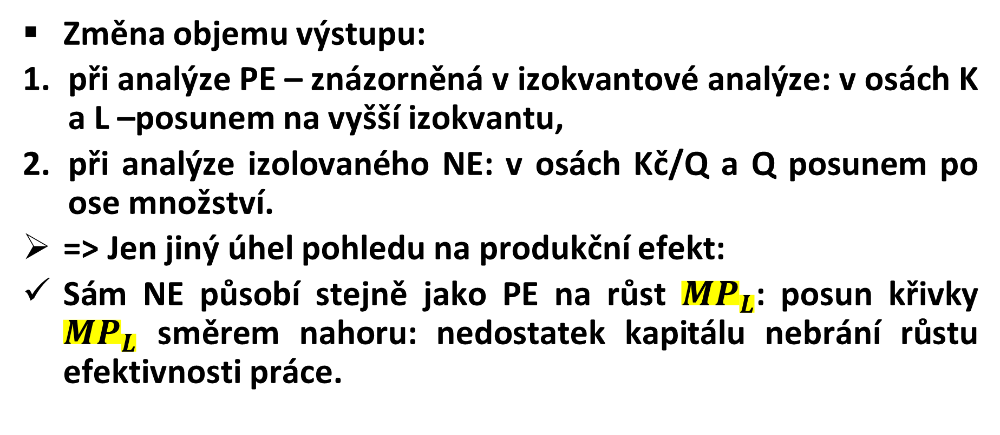 ▪ Změna objemu výstupu:
1. při analýze PE – znázorněná v izokvantové analýze: v osách K
a L –posunem na vyšší izokvantu,
2. při analýze izolovaného NE: v osách Kč/Q a Q posunem po
ose množství.
➢ => Jen jiný úhel pohledu na produkční efekt:
✓ Sám NE působí stejně jako PE na růst MP_L: posun křivky
MP_L směrem nahoru: nedostatek kapitálu nebrání růstu
efektivnosti práce.